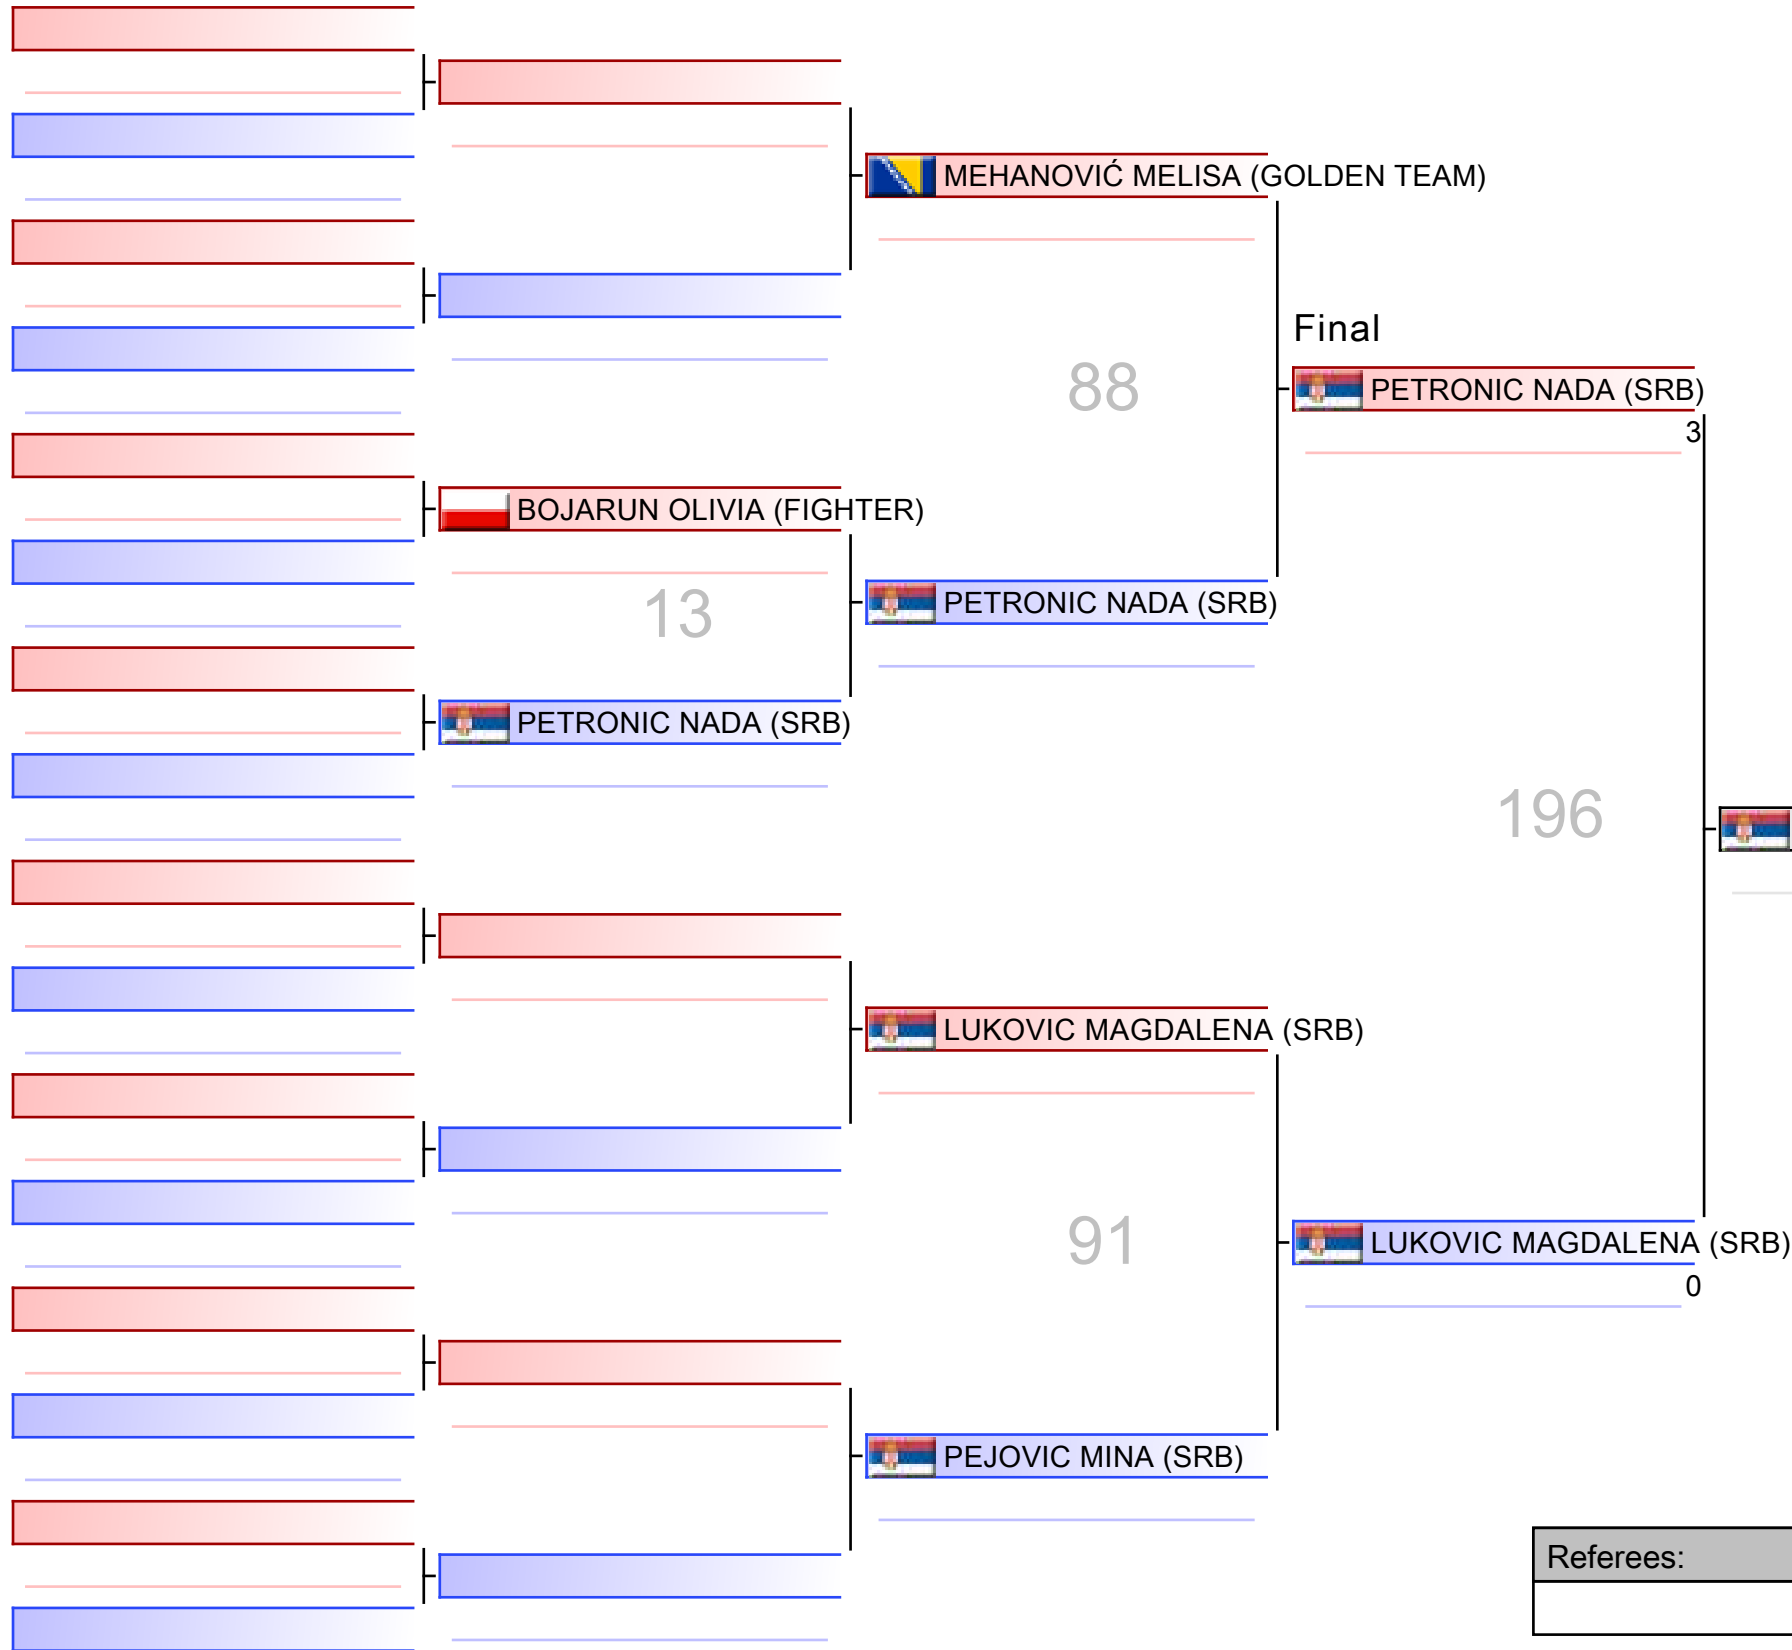 MEHANOVIĆ MELISA (GOLDEN TEAM)
Final
88
PETRONIC NADA (SRB)
3
BOJARUN OLIVIA (FIGHTER)
13
PETRONIC NADA (SRB)
PETRONIC NADA (SRB)
196
LUKOVIC MAGDALENA (SRB)
91
LUKOVIC MAGDALENA (SRB)
0
PEJOVIC MINA (SRB)
Referees: